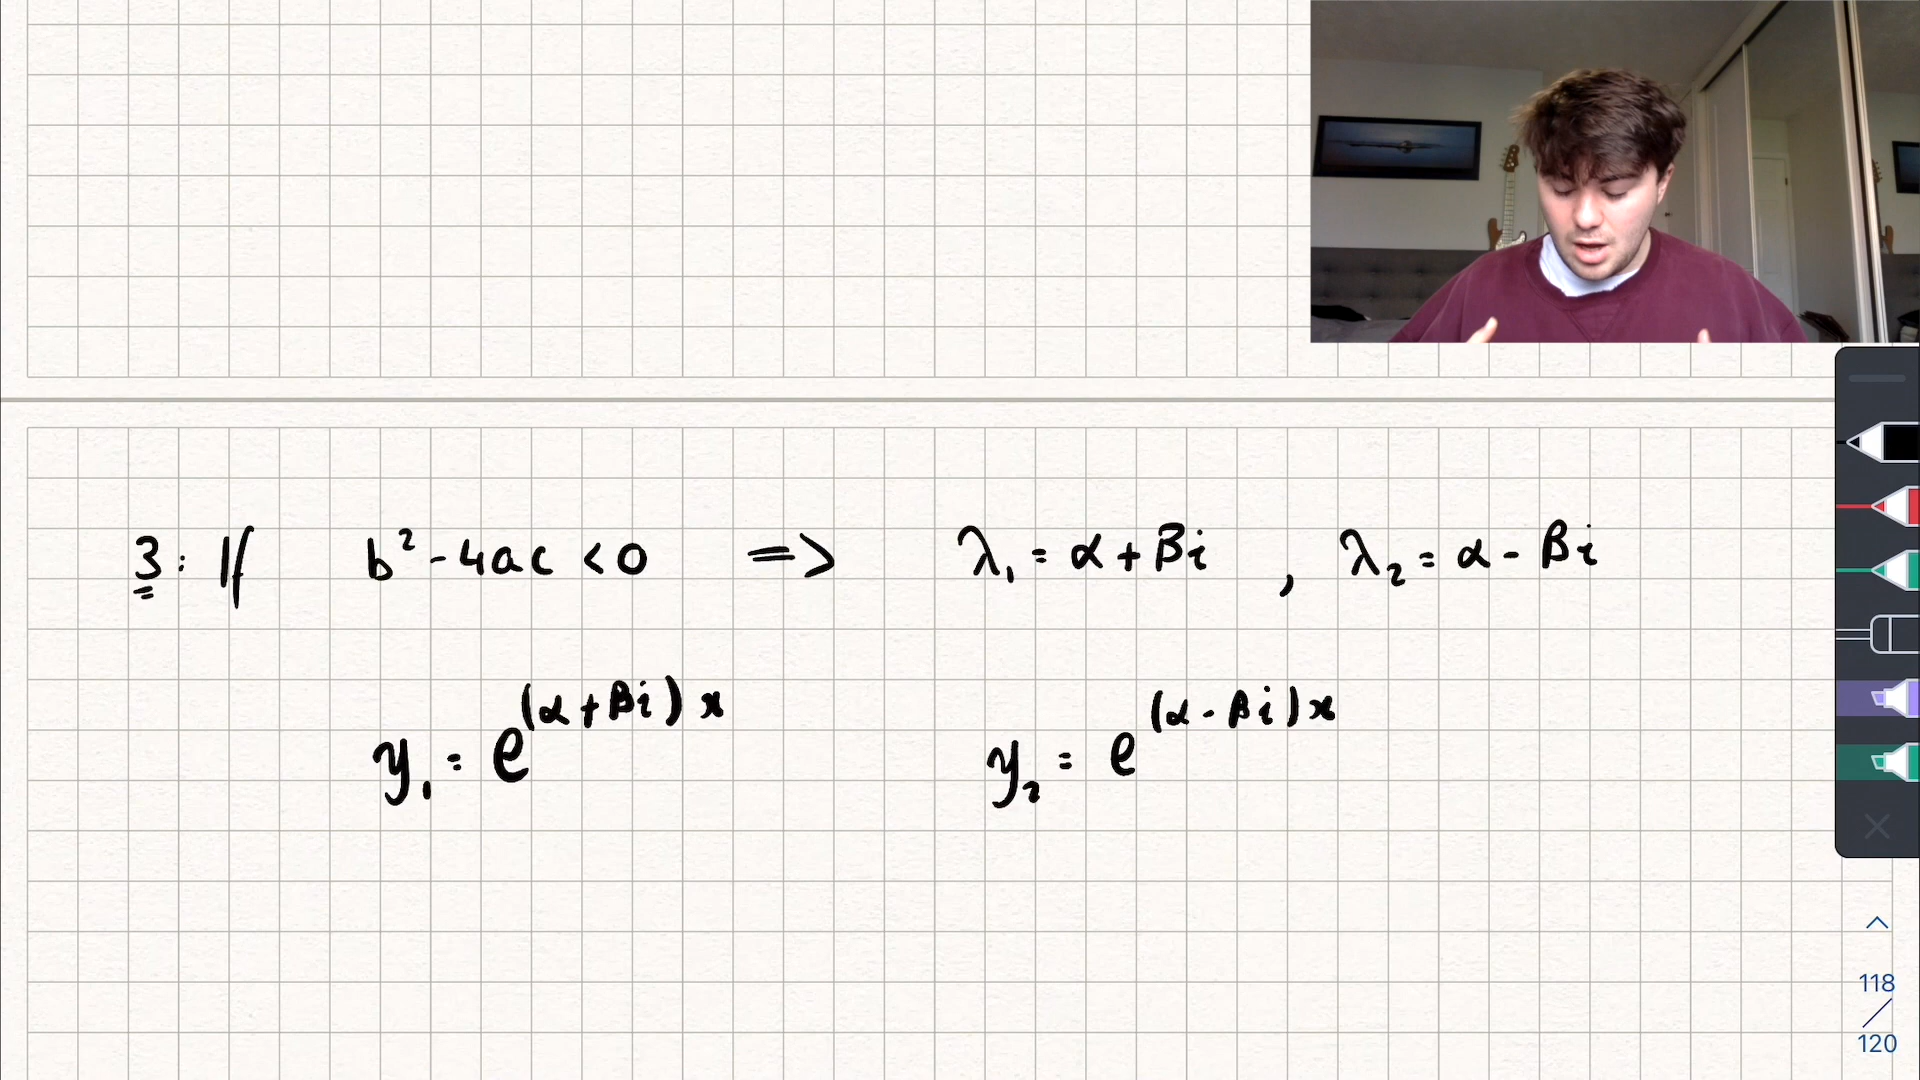 3: If b² - 4ac < 0 => λ₁ = α + βi , λ₂ = α - βi
y₁ = e^(α+βi)x y₂ = e^(α-βi)x
118
/
120